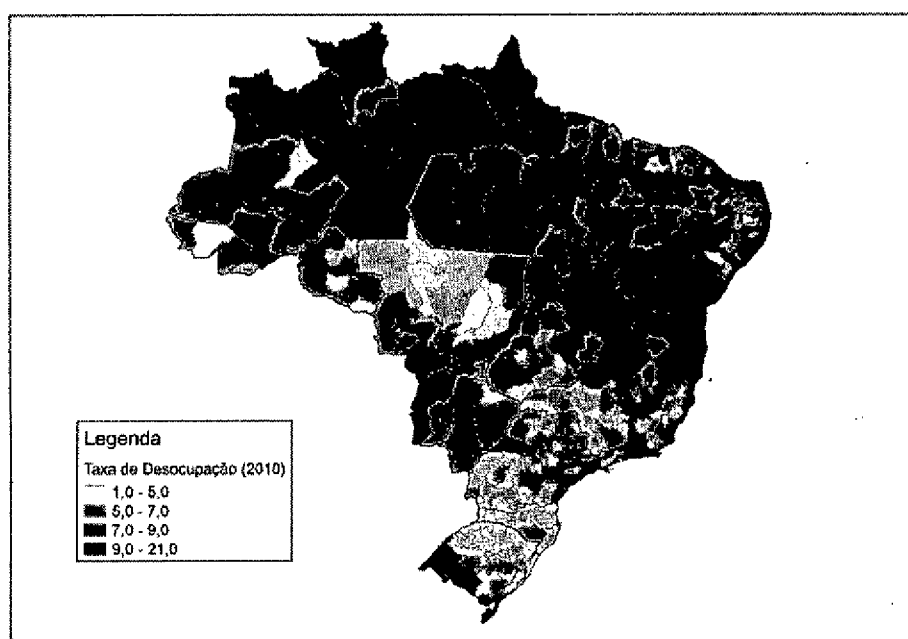 Legenda
Taxa de Desocupação (2010)
1,0 - 5,0
5,0 - 7,0
7,0 - 9,0
9,0 - 21,0